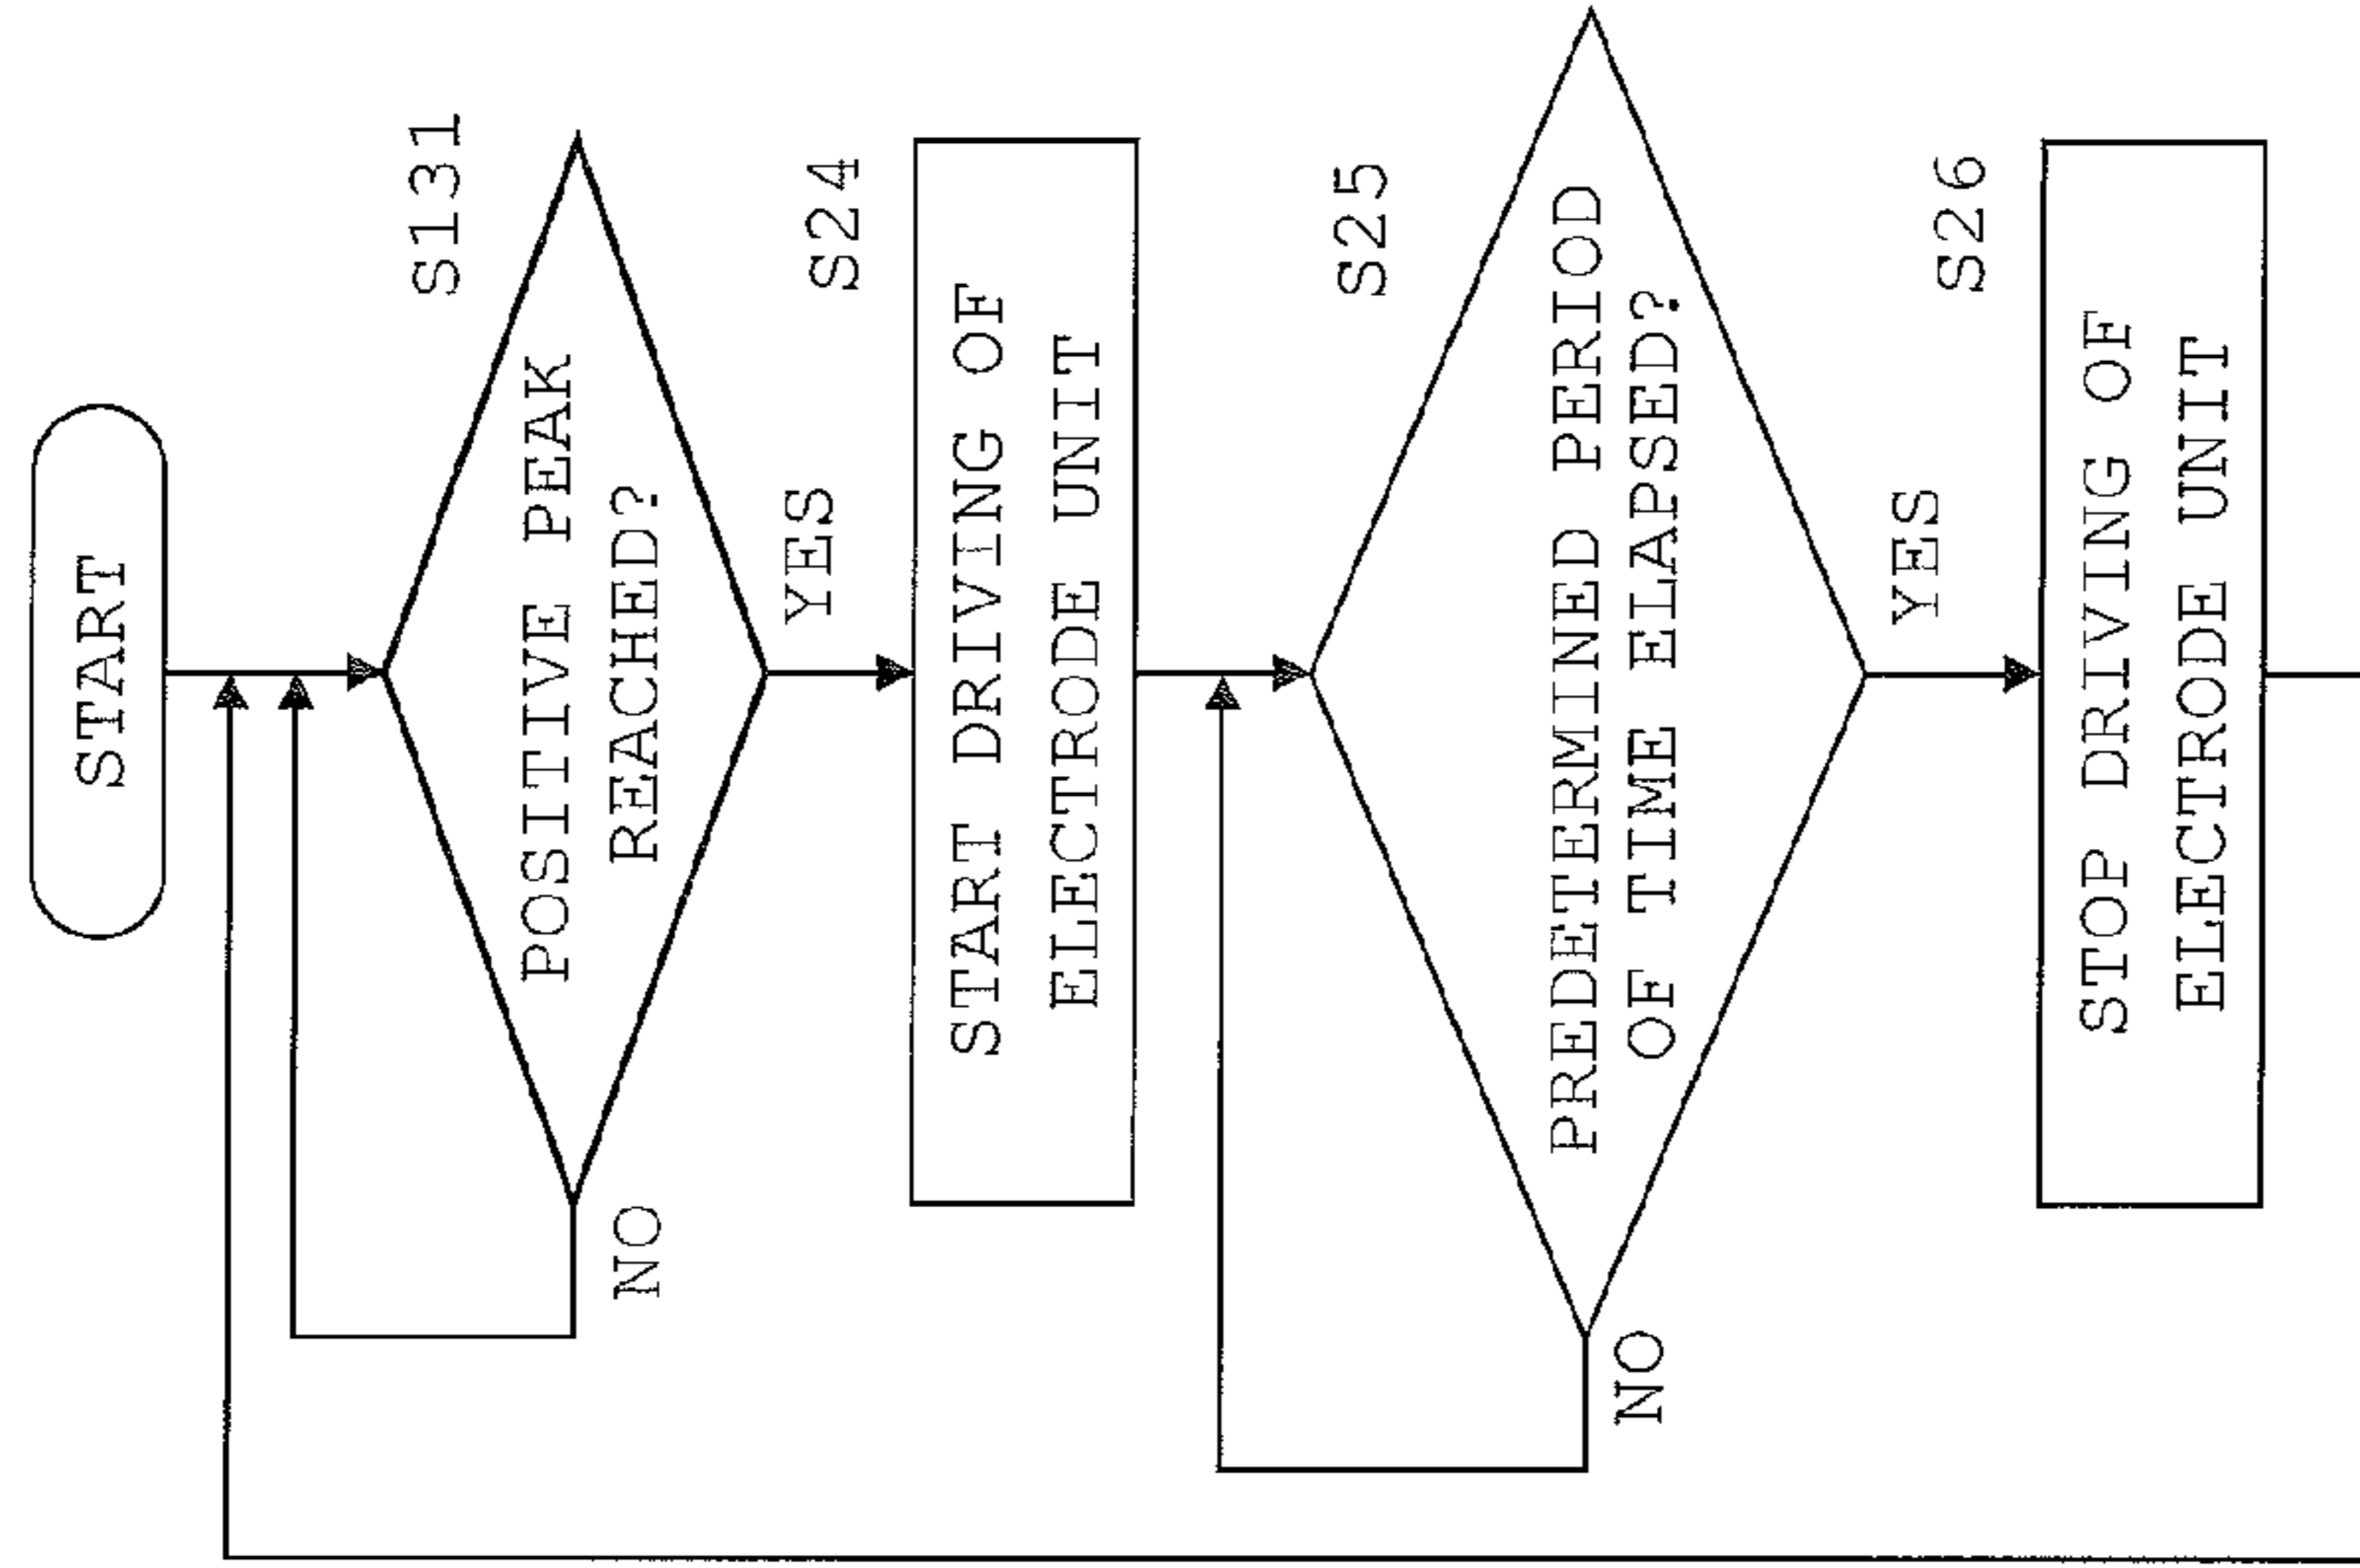 START
S131
POSITIVE PEAK
REACHED?
NO
YES
S24
START DRIVING OF
ELECTRODE UNIT
S25
PREDETERMINED PERIOD
OF TIME ELAPSED?
NO
YES
S26
STOP DRIVING OF
ELECTRODE UNIT